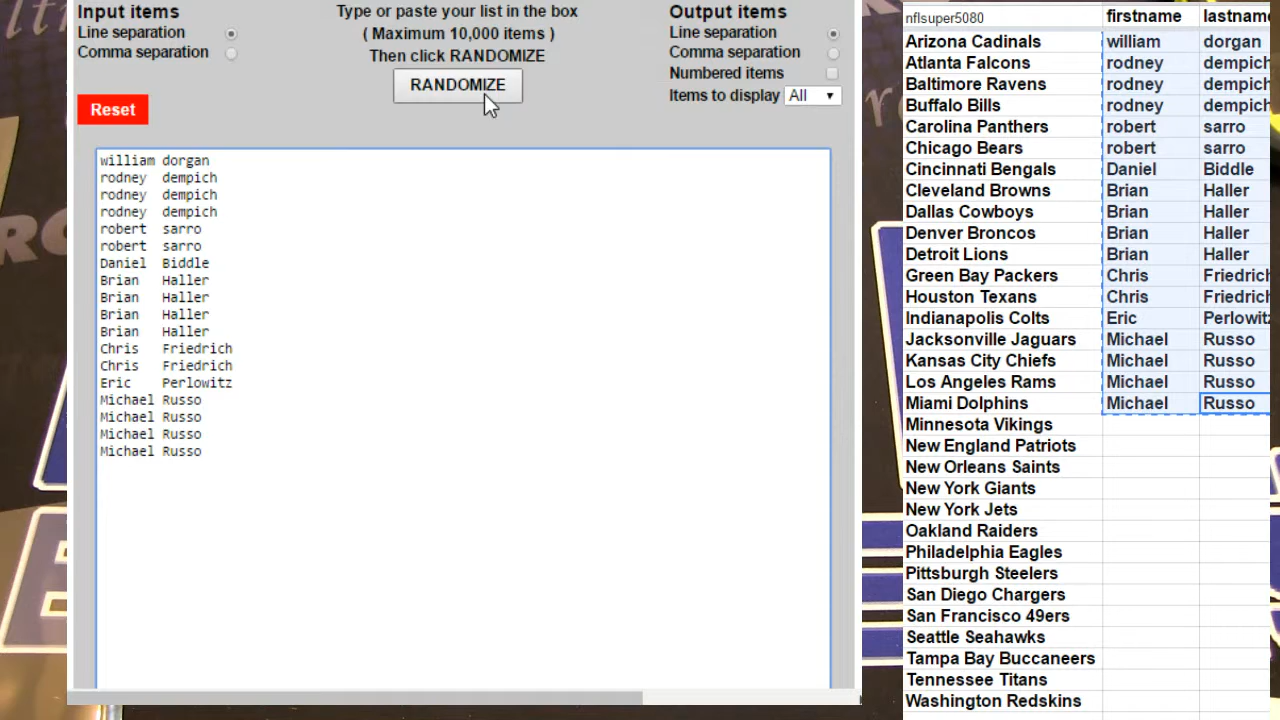 Input items
Line separation
Comma separation
Reset
Type or paste your list in the box
( Maximum 10,000 items )
Then click RANDOMIZE
RANDOMIZE
Output items
Line separation
Comma separation
Numbered items
Items to display All
william dorgan
rodney dempich
rodney dempich
rodney dempich
robert sarro
robert sarro
Daniel Biddle
Brian Haller
Brian Haller
Brian Haller
Brian Haller
Chris Friedrich
Chris Friedrich
Eric Perlowitz
Michael Russo
Michael Russo
Michael Russo
Michael Russo
nflsuper5080 firstname lastname
Arizona Cadinals william dorgan
Atlanta Falcons rodney dempich
Baltimore Ravens rodney dempich
Buffalo Bills rodney dempich
Carolina Panthers robert sarro
Chicago Bears robert sarro
Cincinnati Bengals Daniel Biddle
Cleveland Browns Brian Haller
Dallas Cowboys Brian Haller
Denver Broncos Brian Haller
Detroit Lions Brian Haller
Green Bay Packers Chris Friedrich
Houston Texans Chris Friedrich
Indianapolis Colts Eric Perlowitz
Jacksonville Jaguars Michael Russo
Kansas City Chiefs Michael Russo
Los Angeles Rams Michael Russo
Miami Dolphins Michael Russo
Minnesota Vikings
New England Patriots
New Orleans Saints
New York Giants
New York Jets
Oakland Raiders
Philadelphia Eagles
Pittsburgh Steelers
San Diego Chargers
San Francisco 49ers
Seattle Seahawks
Tampa Bay Buccaneers
Tennessee Titans
Washington Redskins